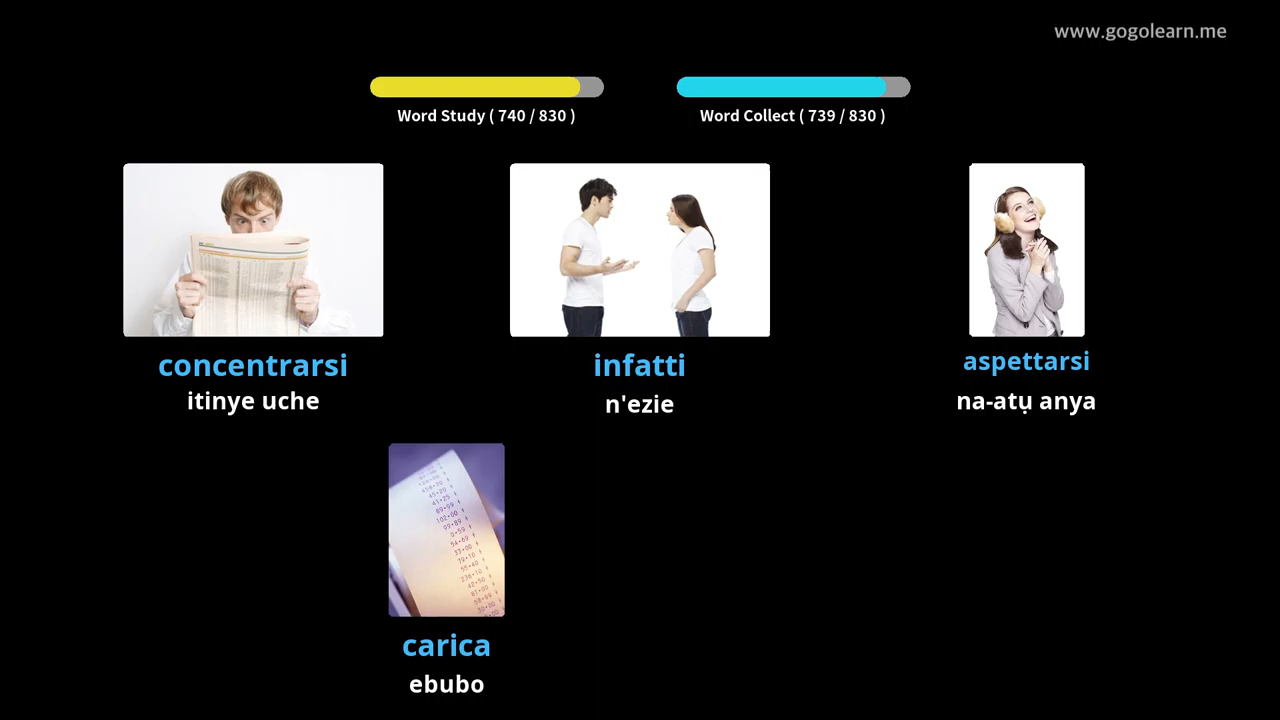 www.gogolearn.me
Word Study ( 740 / 830 )
Word Collect ( 739 / 830 )
concentrarsi
itinye uche
infatti
n'ezie
aspettarsi
na-atụ anya
carica
ebubo